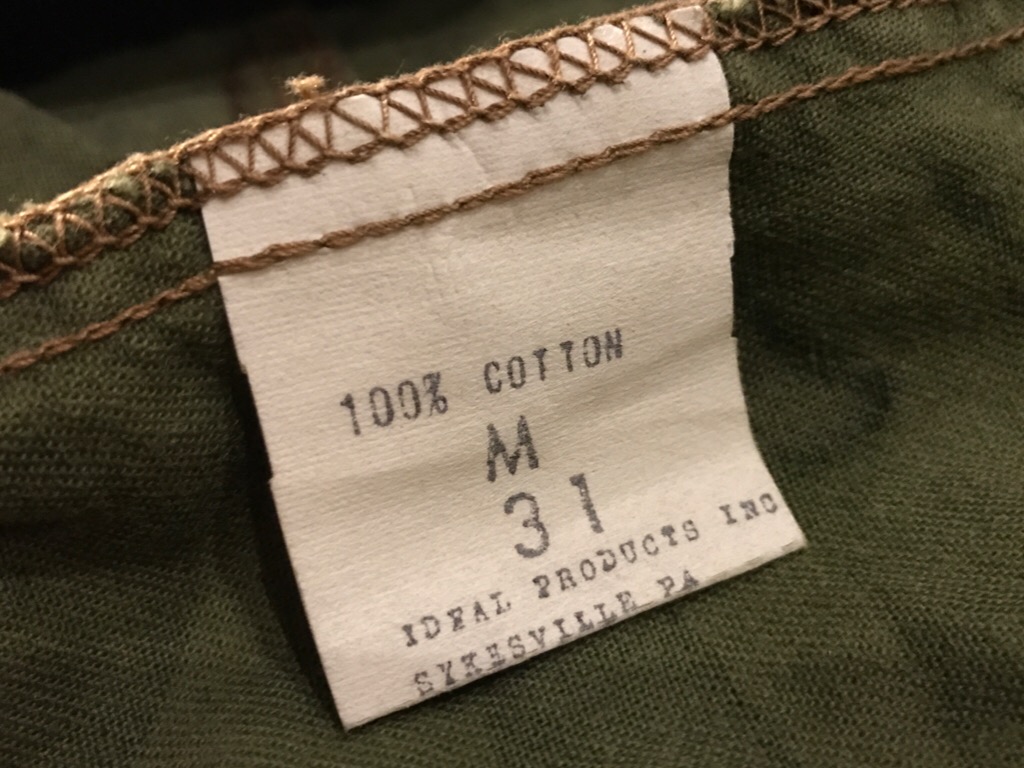 100% COTTON
M
31
IDEAL PRODUCTS INC
SYKESVILLE PA